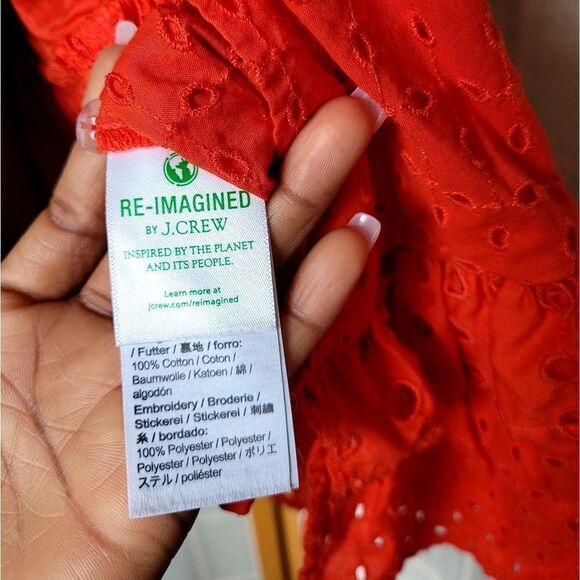 RE-IMAGINED
BY J.CREW
INSPIRED BY THE PLANET
AND ITS PEOPLE.
Learn more at
jcrew.com/reimagined
/ Futter / 裏地 / forro:
100% Cotton / Coton /
Baumwolle / Katoen / 綿 /
algodón
Embroidery / Broderie /
Stickerei / Stickerei / 刺繍
糸 / bordado:
100% Polyester / Polyester /
Polyester / Polyester / ポリエ
ステル / poliéster